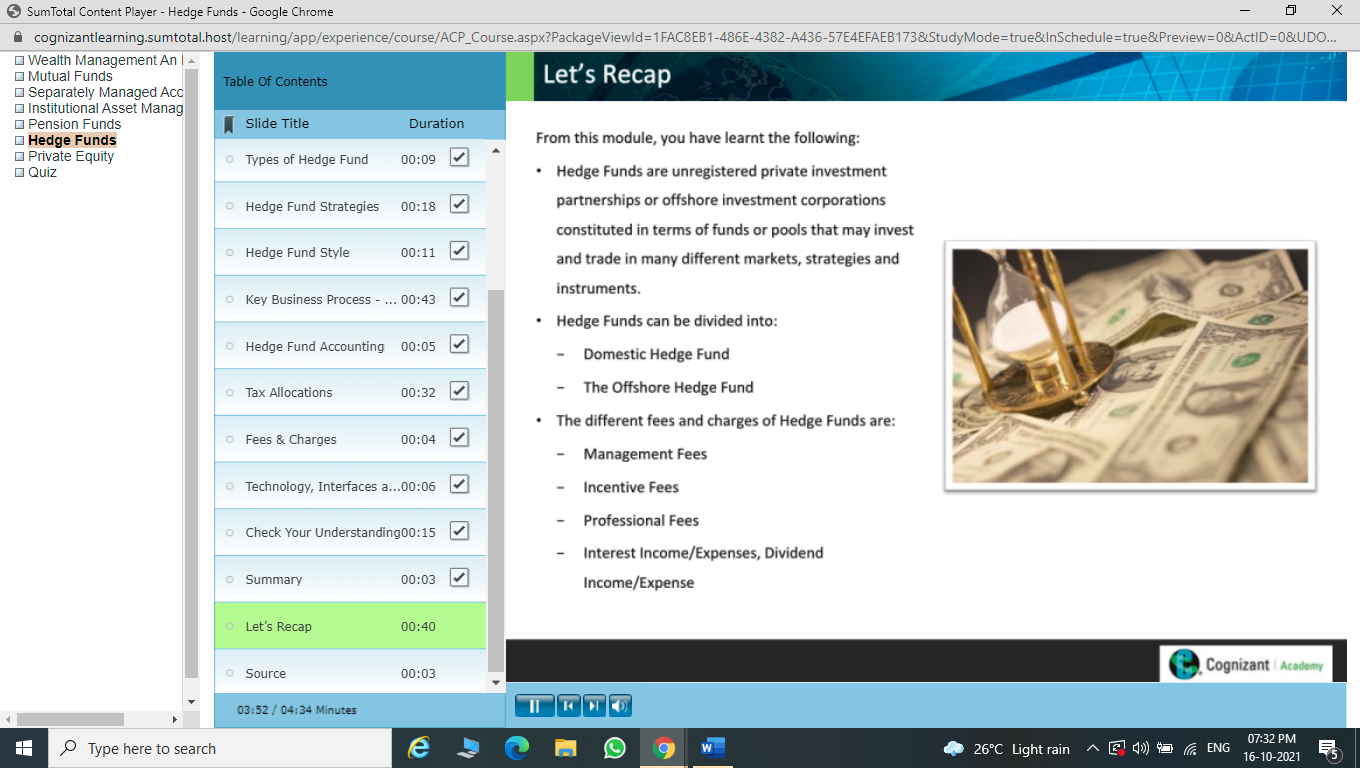 SumTotal Content Player - Hedge Funds - Google Chrome
cognizantlearning.sumtotal.host/learning/app/experience/course/ACP_Course.aspx?PackageViewId=1FAC8EB1-486E-4382-A436-57E4EFAEB173&StudyMode=true&InSchedule=true&Preview=0&ActID=0&UDO...
Wealth Management An
Mutual Funds
Separately Managed Acc
Institutional Asset Manag
Pension Funds
Hedge Funds
Private Equity
Quiz
Table Of Contents
Slide Title Duration
Types of Hedge Fund 00:09
Hedge Fund Strategies 00:18
Hedge Fund Style 00:11
Key Business Process - ... 00:43
Hedge Fund Accounting 00:05
Tax Allocations 00:32
Fees & Charges 00:04
Technology, Interfaces a...00:06
Check Your Understanding00:15
Summary 00:03
Let's Recap 00:40
Source 00:03
03:52 / 04:34 Minutes
Let's Recap
From this module, you have learnt the following:
• Hedge Funds are unregistered private investment
partnerships or offshore investment corporations
constituted in terms of funds or pools that may invest
and trade in many different markets, strategies and
instruments.
• Hedge Funds can be divided into:
– Domestic Hedge Fund
– The Offshore Hedge Fund
• The different fees and charges of Hedge Funds are:
– Management Fees
– Incentive Fees
– Professional Fees
– Interest Income/Expenses, Dividend
Income/Expense
Cognizant | Academy
Type here to search
26°C Light rain
ENG
07:32 PM
16-10-2021
5